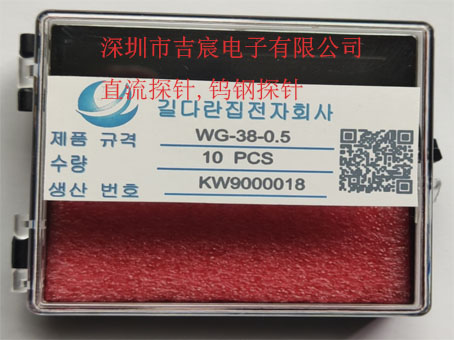 深圳市吉宸电子有限公司
直流探针,钨钢探针
길다란집전자회사
제품 규격 WG-38-0.5
수량 10 PCS
생산 번호 KW9000018